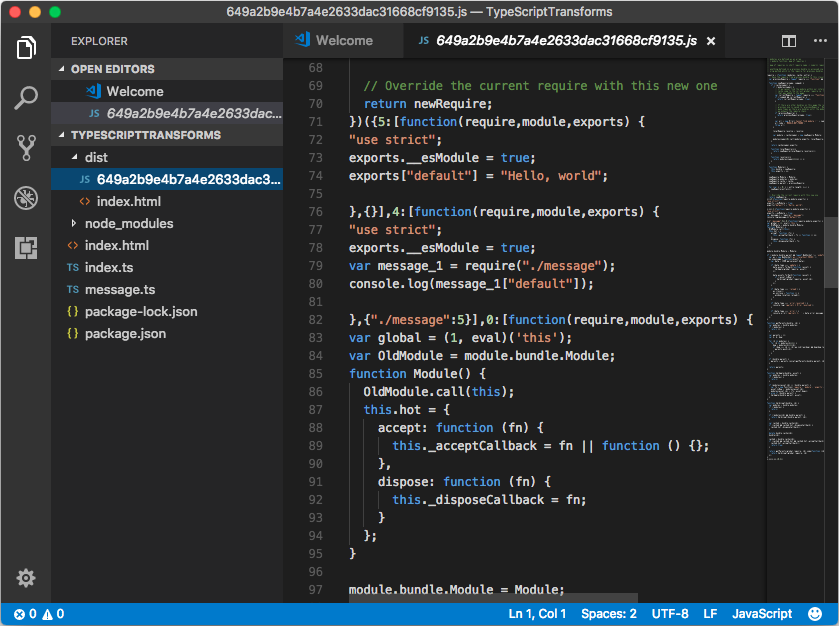 649a2b9e4b7a4e2633dac31668cf9135.js — TypeScriptTransforms
EXPLORER
OPEN EDITORS
Welcome
JS 649a2b9e4b7a4e2633dac...
TYPESCRIPTTRANSFORMS
dist
JS 649a2b9e4b7a4e2633dac3...
<> index.html
node_modules
<> index.html
TS index.ts
TS message.ts
{} package-lock.json
{} package.json
Welcome
JS 649a2b9e4b7a4e2633dac31668cf9135.js ×
68
69 // Override the current require with this new one
70 return newRequire;
71 })({5:[function(require,module,exports) {
72 "use strict";
73 exports.__esModule = true;
74 exports["default"] = "Hello, world";
75
76 },{}],4:[function(require,module,exports) {
77 "use strict";
78 exports.__esModule = true;
79 var message_1 = require("./message");
80 console.log(message_1["default"]);
81
82 },{"./message":5}],0:[function(require,module,exports) {
83 var global = (1, eval)('this');
84 var OldModule = module.bundle.Module;
85 function Module() {
86 OldModule.call(this);
87 this.hot = {
88 accept: function (fn) {
89 this._acceptCallback = fn || function () {};
90 },
91 dispose: function (fn) {
92 this._disposeCallback = fn;
93 }
94 };
95 }
96
97 module.bundle.Module = Module;
0 0
Ln 1, Col 1 Spaces: 2 UTF-8 LF JavaScript